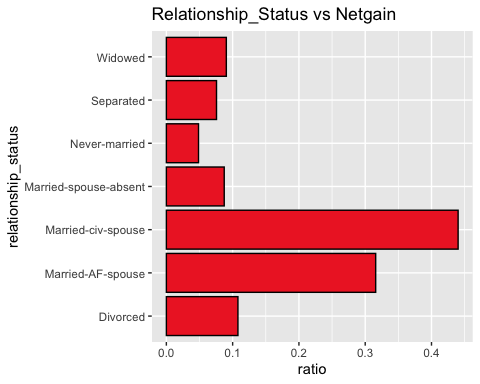 Relationship_Status vs Netgain
relationship_status
Widowed
Separated
Never-married
Married-spouse-absent
Married-civ-spouse
Married-AF-spouse
Divorced
0.0 0.1 0.2 0.3 0.4
ratio